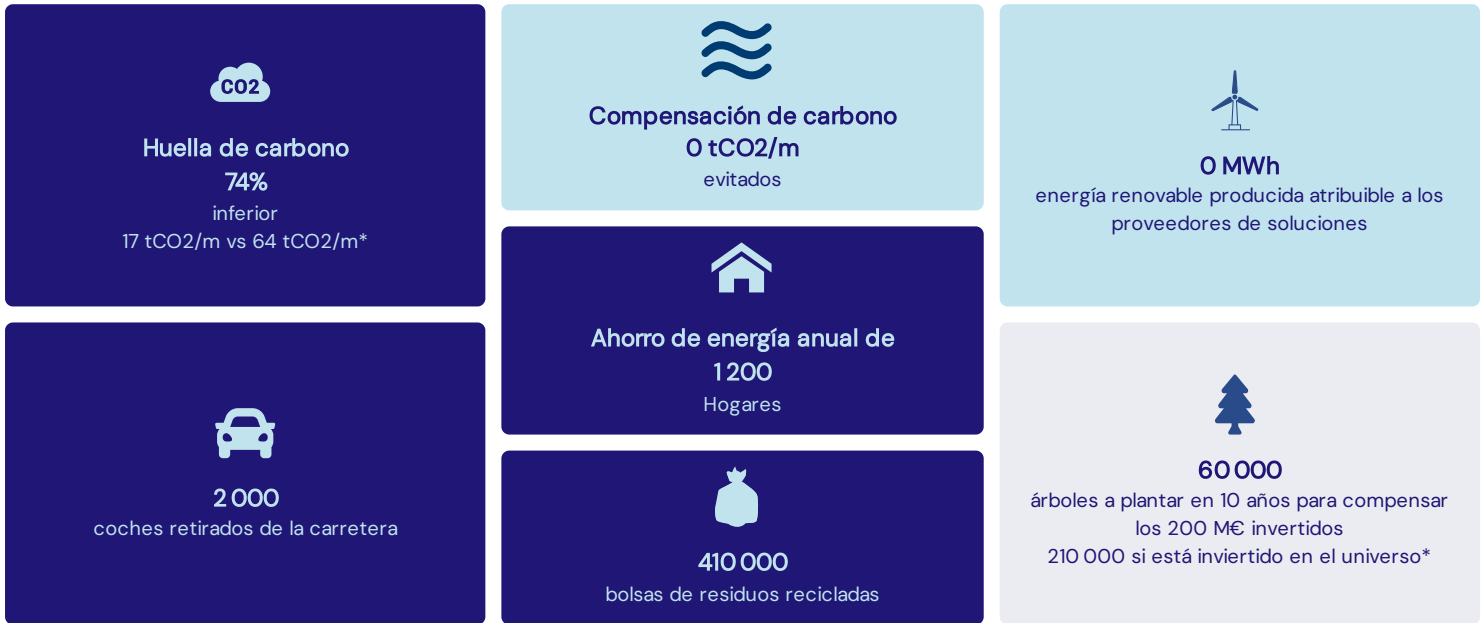 CO2
Huella de carbono
74%
inferior
17 tCO2/m vs 64 tCO2/m*
2 000
coches retirados de la carretera
Compensación de carbono
0 tCO2/m
evitados
Ahorro de energía anual de
1 200
Hogares
410 000
bolsas de residuos recicladas
0 MWh
energía renovable producida atribuible a los
proveedores de soluciones
60 000
árboles a plantar en 10 años para compensar
los 200 M€ invertidos
210 000 si está inviertido en el universo*